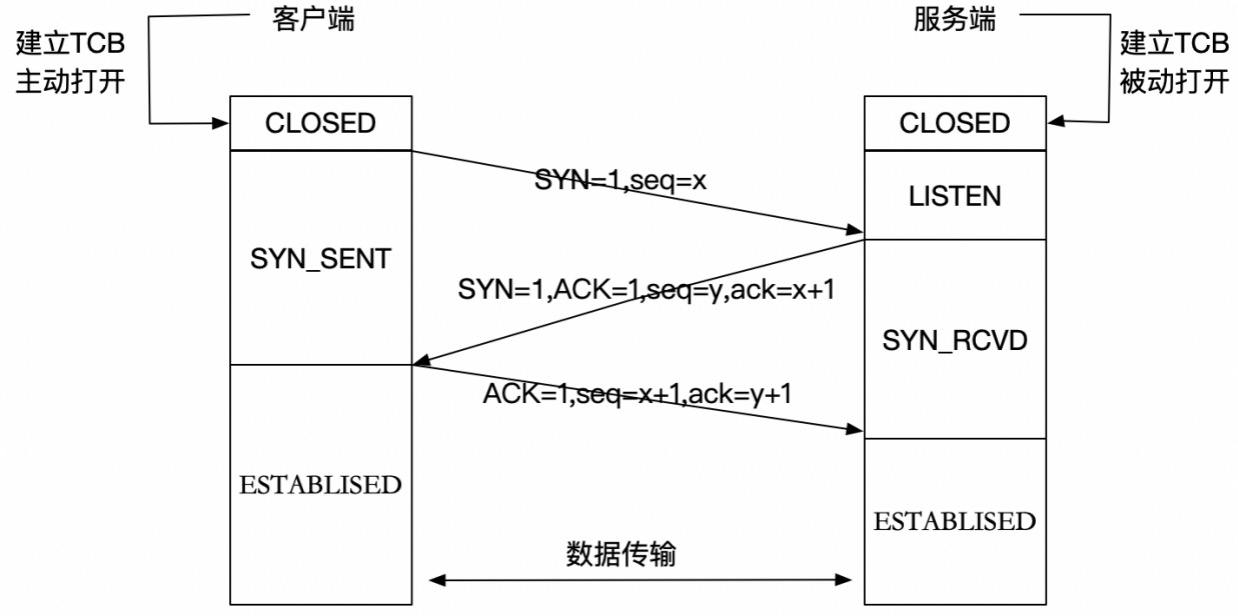 客户端
服务端
建立TCB
主动打开
建立TCB
被动打开
CLOSED
CLOSED
SYN=1,seq=x
LISTEN
SYN_SENT
SYN=1,ACK=1,seq=y,ack=x+1
SYN_RCVD
ACK=1,seq=x+1,ack=y+1
ESTABLISED
ESTABLISED
数据传输